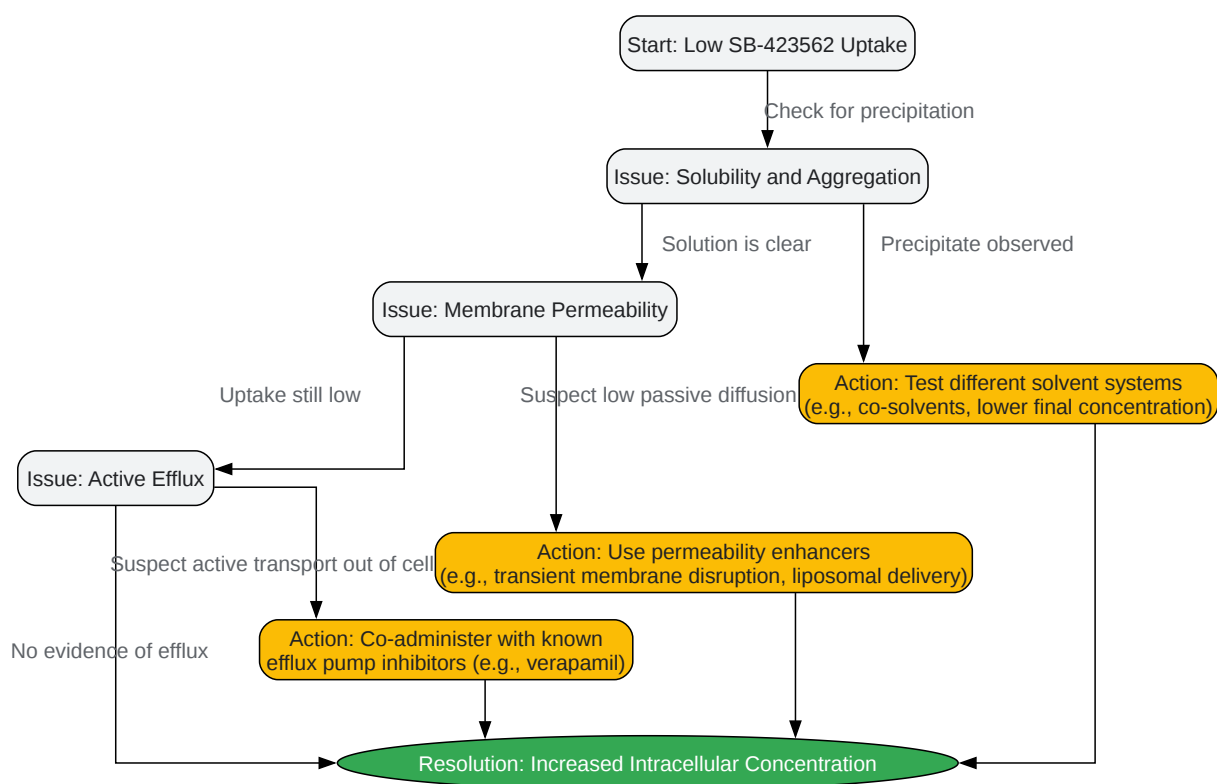 Start: Low SB-423562 Uptake
Check for precipitation
Issue: Solubility and Aggregation
Solution is clear
Precipitate observed
Issue: Membrane Permeability
Uptake still low
Suspect low passive diffusion
Action: Test different solvent systems
(e.g., co-solvents, lower final concentration)
Issue: Active Efflux
Suspect active transport out of cell
Action: Use permeability enhancers
(e.g., transient membrane disruption, liposomal delivery)
No evidence of efflux
Action: Co-administer with known
efflux pump inhibitors (e.g., verapamil)
Resolution: Increased Intracellular Concentration